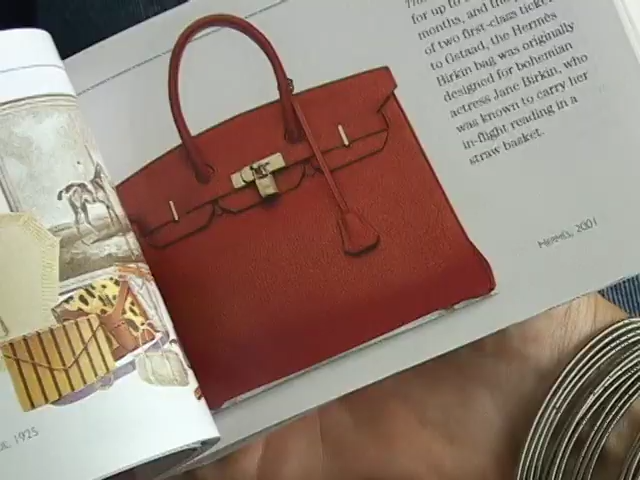 for up to
months, and the
of two first-class ticke
to Gstaad, the Hermès
Birkin bag was originally
designed for bohemian
actress Jane Birkin, who
was known to carry her
in-flight reading in a
straw basket.
HERMÈS, 2001
1925